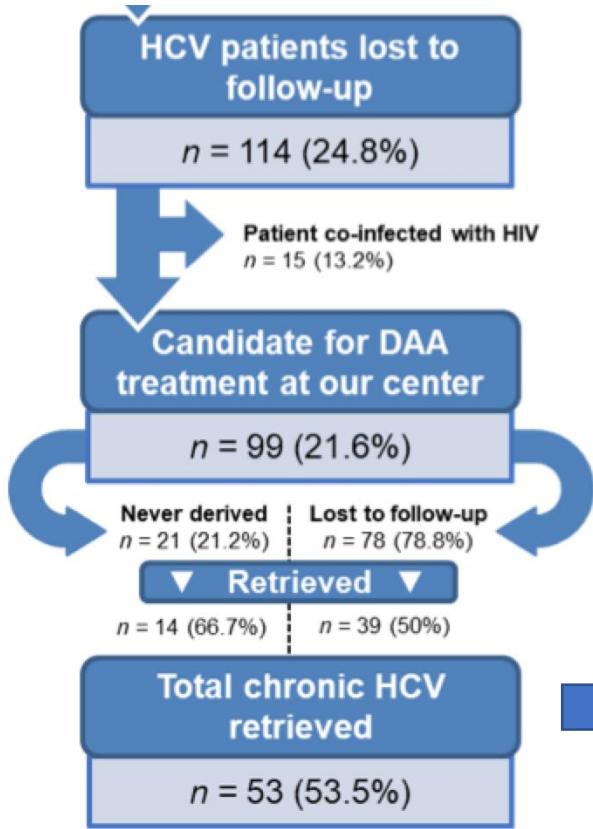 HCV patients lost to
follow-up
n = 114 (24.8%)
Patient co-infected with HIV
n = 15 (13.2%)
Candidate for DAA
treatment at our center
n = 99 (21.6%)
Never derived
n = 21 (21.2%)
Lost to follow-up
n = 78 (78.8%)
▼ Retrieved ▼
n = 14 (66.7%)
n = 39 (50%)
Total chronic HCV
retrieved
n = 53 (53.5%)